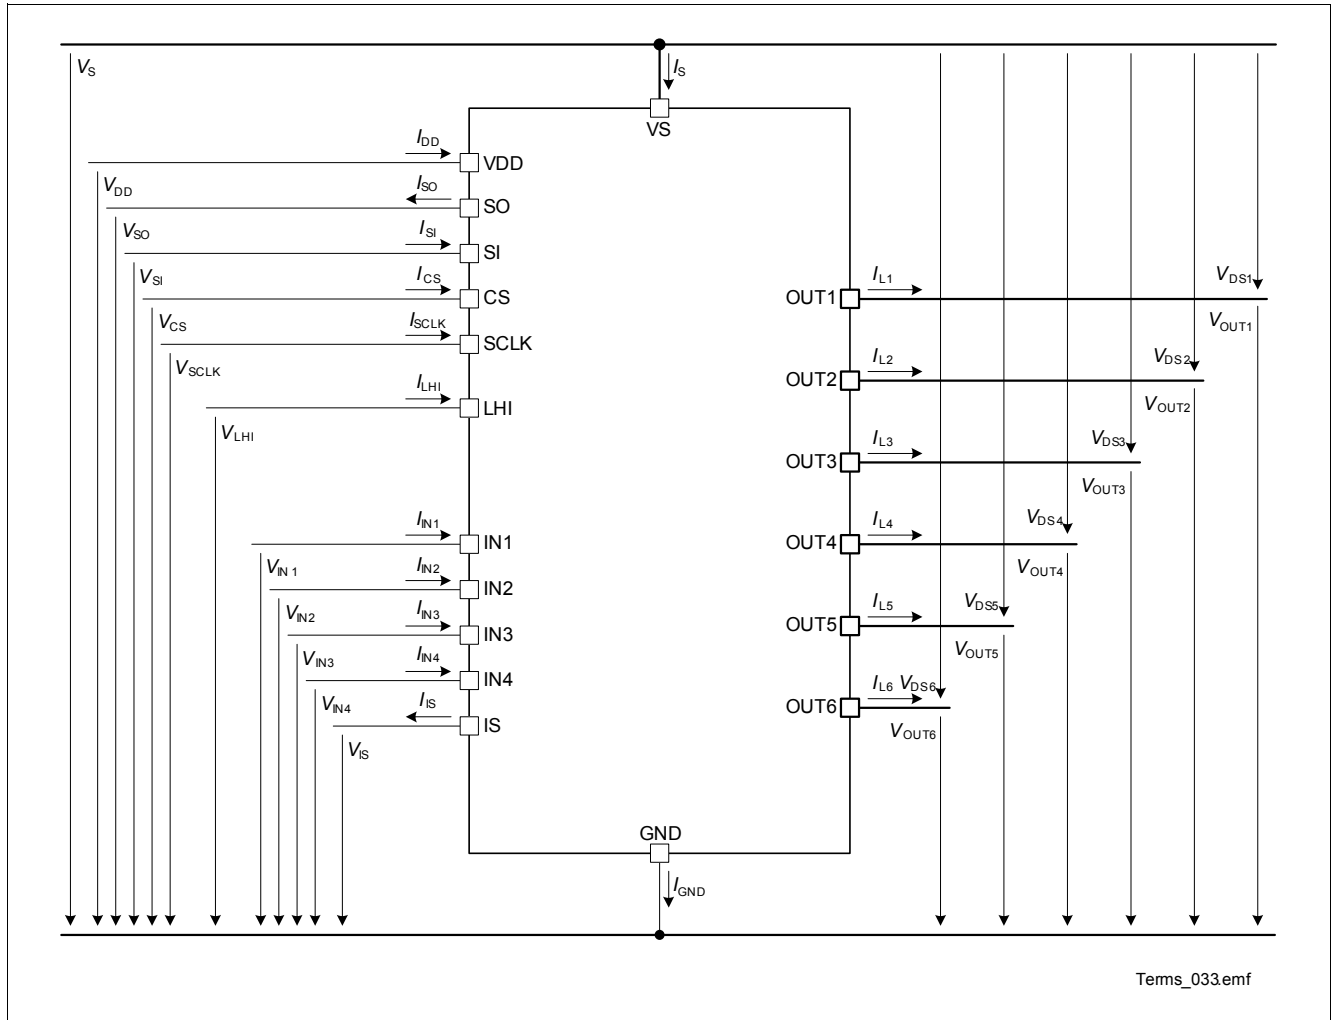 VS
IS
VS
IDD
VDD
VDD
ISO
SO
VSO
ISI
SI
VSI
ICS
CS
VCS
ISCLK
SCLK
VSCLK
ILHI
LHI
VLHI
IIN1
IN1
VIN1
IIN2
IN2
VIN2
IIN3
IN3
VIN3
IIN4
IN4
VIN4
IIS
IS
VIS
OUT1
IL1
VDS1
VOUT1
OUT2
IL2
VDS2
VOUT2
OUT3
IL3
VDS3
VOUT3
OUT4
IL4
VDS4
VOUT4
OUT5
IL5
VDS5
VOUT5
OUT6
IL6
VDS6
VOUT6
GND
IGND
Terms_033.emf